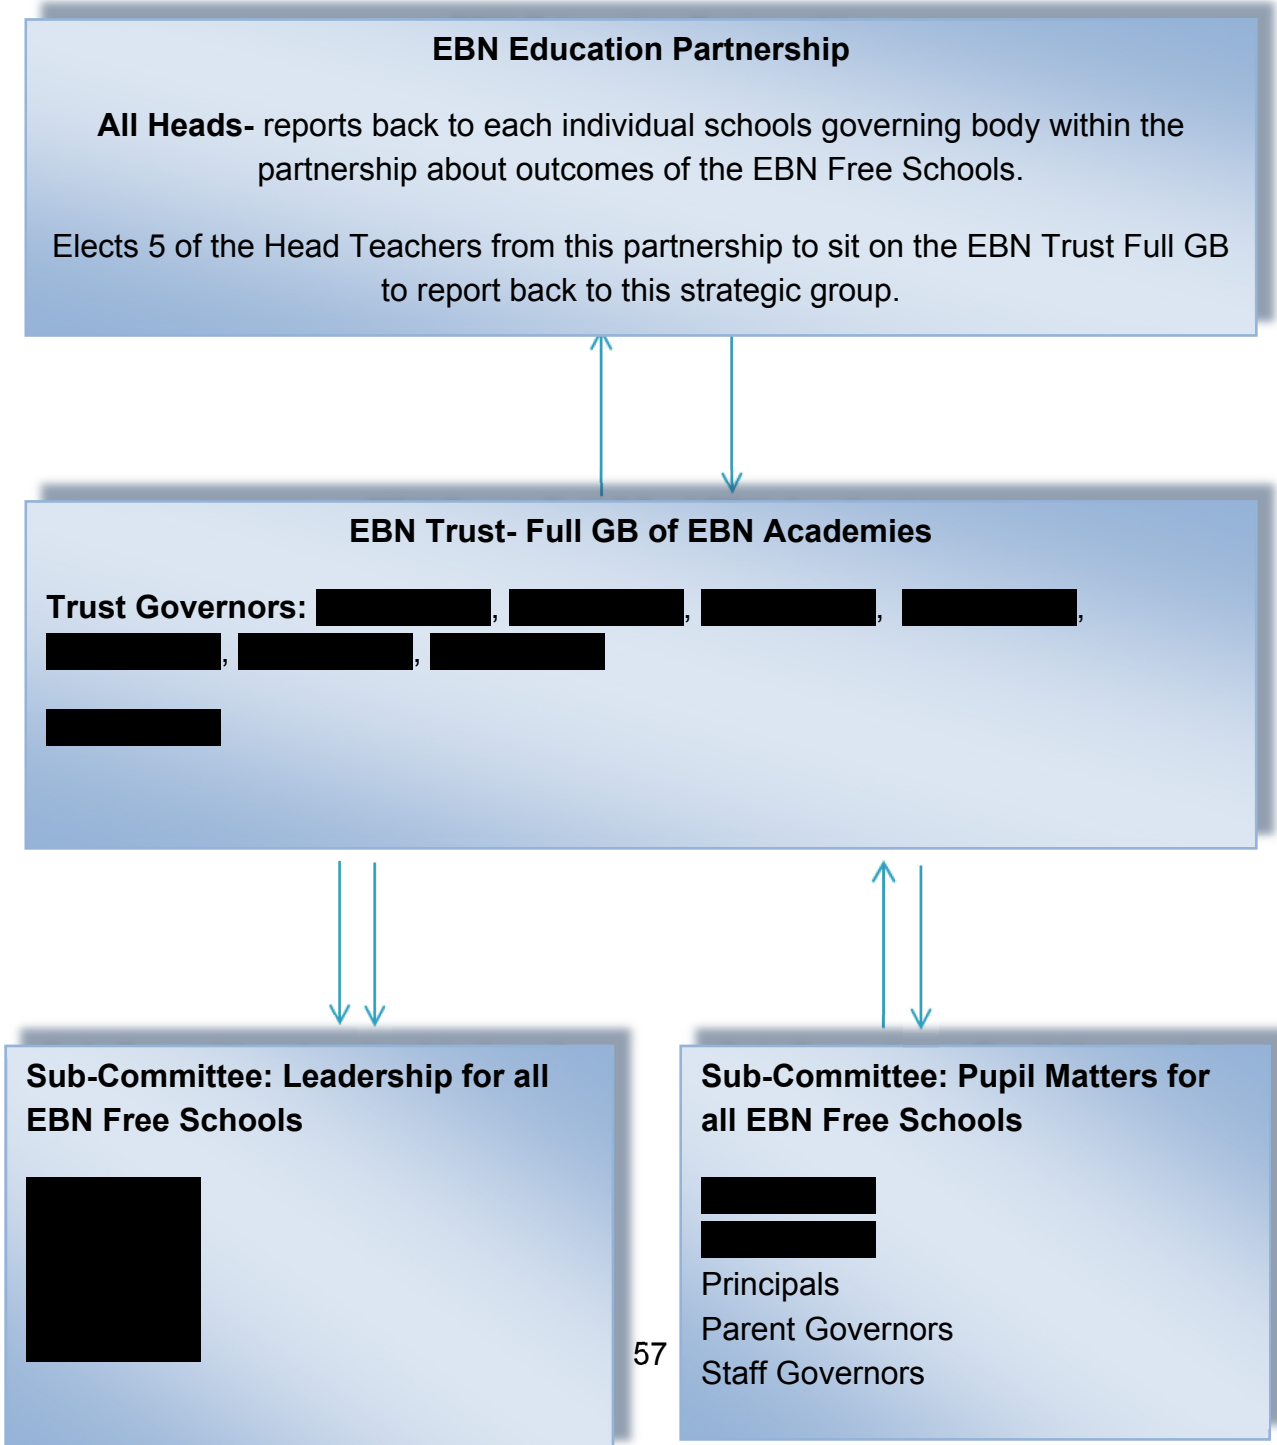 EBN Education Partnership
All Heads- reports back to each individual schools governing body within the
partnership about outcomes of the EBN Free Schools.
Elects 5 of the Head Teachers from this partnership to sit on the EBN Trust Full GB
to report back to this strategic group.
EBN Trust- Full GB of EBN Academies
Trust Governors: , , , ,
, ,
Sub-Committee: Leadership for all
EBN Free Schools
Sub-Committee: Pupil Matters for
all EBN Free Schools
Principals
Parent Governors
Staff Governors
57